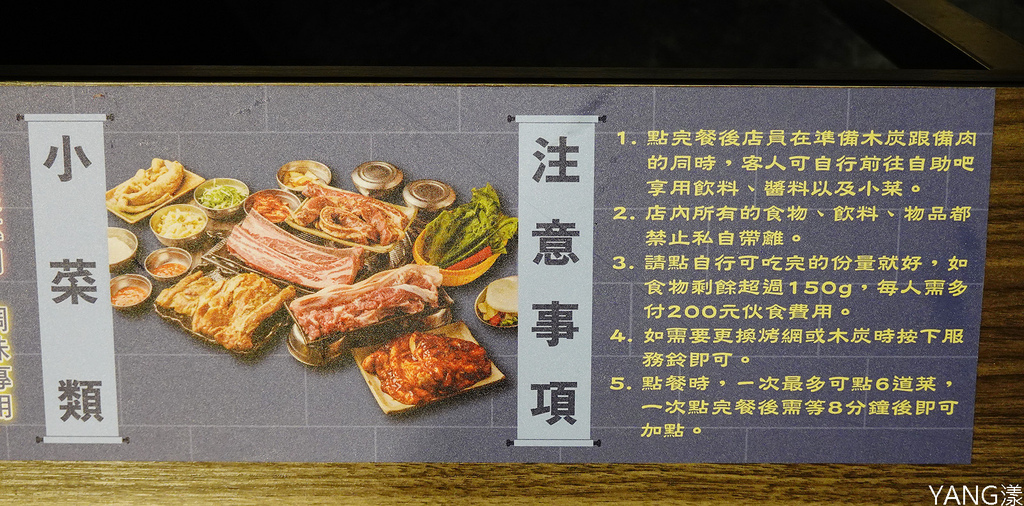 小菜類
注意事項
1. 點完餐後店員在準備木炭跟備肉
的同時，客人可自行前往自助吧
享用飲料、醬料以及小菜。
2. 店內所有的食物、飲料、物品都
禁止私自帶離。
3. 請點自行可吃完的份量就好，如
食物剩餘超過150g，每人需多
付200元伙食費用。
4. 如需要更換烤網或木炭時按下服
務鈴即可。
5. 點餐時，一次最多可點6道菜，
一次點完餐後需等8分鐘後即可
加點。
YANG漾